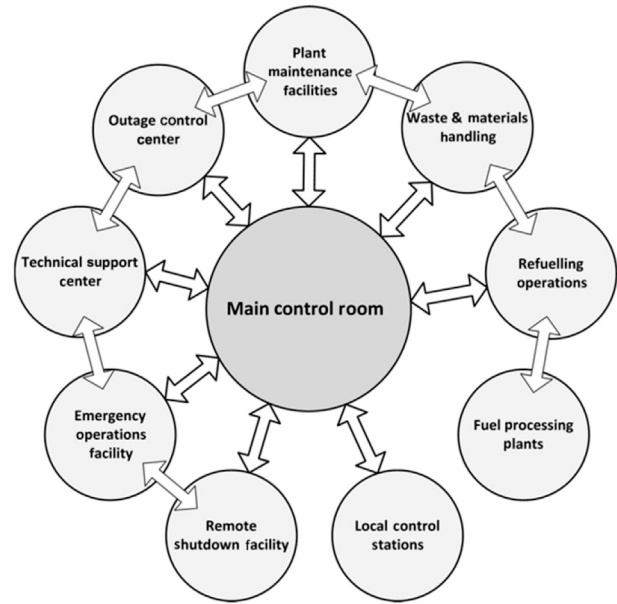 Plant
maintenance
facilities
Outage control
center
Waste & materials
handling
Technical support
center
Main control room
Refuelling
operations
Emergency
operations
facility
Fuel processing
plants
Remote
shutdown facility
Local control
stations